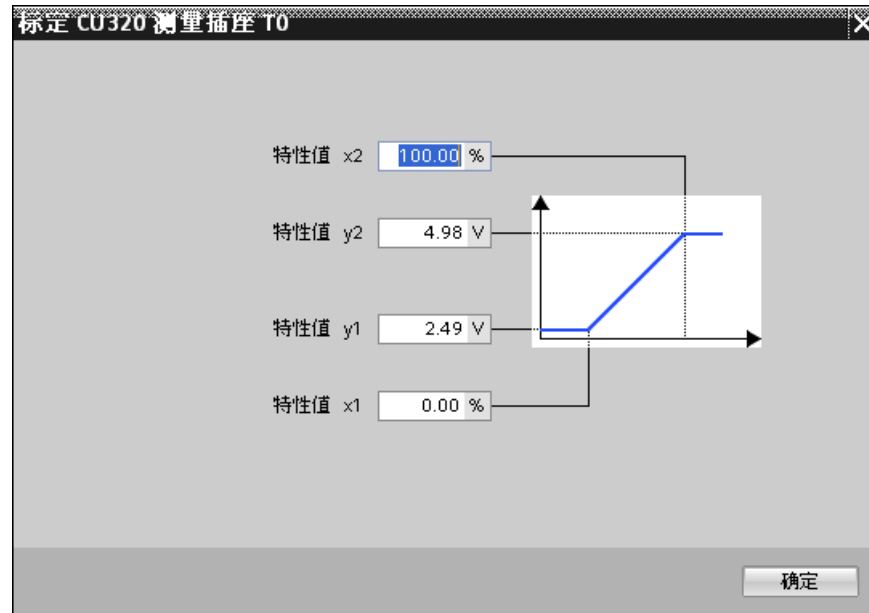 标定 CU320 测量插座 T0
特性值 x2 100.00 %
特性值 y2 4.98 V
特性值 y1 2.49 V
特性值 x1 0.00 %
确定